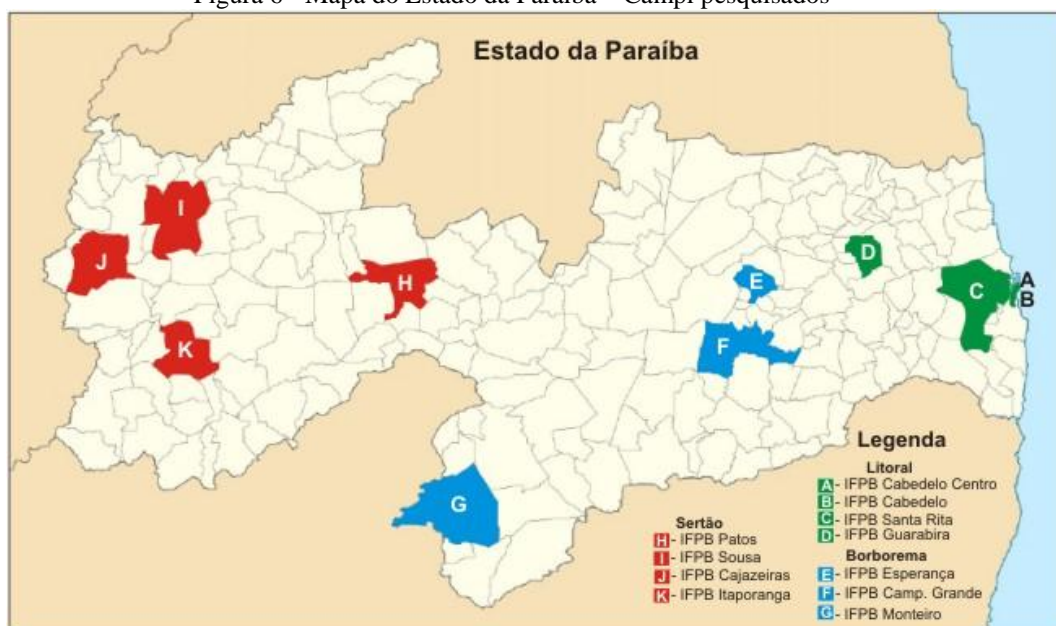 Figura 8 - Mapa do Estado da Paraíba – Campi pesquisados
Estado da Paraíba
I
J
H
K
E
D
F
C
A
B
G
Legenda
Litoral
A - IFPB Cabedelo Centro
B - IFPB Cabedelo
C - IFPB Santa Rita
D - IFPB Guarabira
Borborema
E - IFPB Esperança
F - IFPB Camp. Grande
G - IFPB Monteiro
Sertão
H - IFPB Patos
I - IFPB Sousa
J - IFPB Cajazeiras
K - IFPB Itaporanga